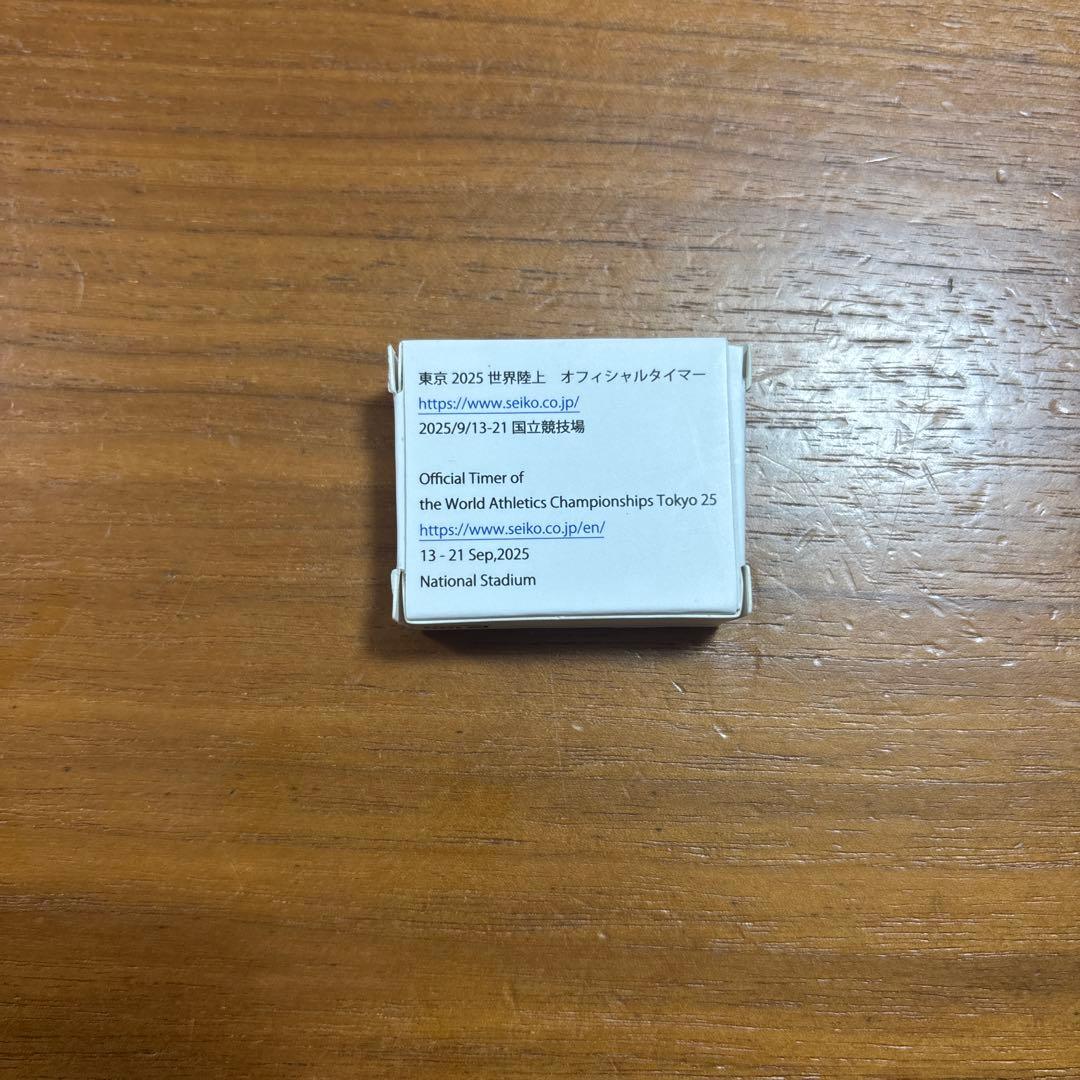 東京 2025 世界陸上　オフィシャルタイマー
https://www.seiko.co.jp/
2025/9/13-21 国立競技場
Official Timer of
the World Athletics Championships Tokyo 25
https://www.seiko.co.jp/en/
13 - 21 Sep,2025
National Stadium